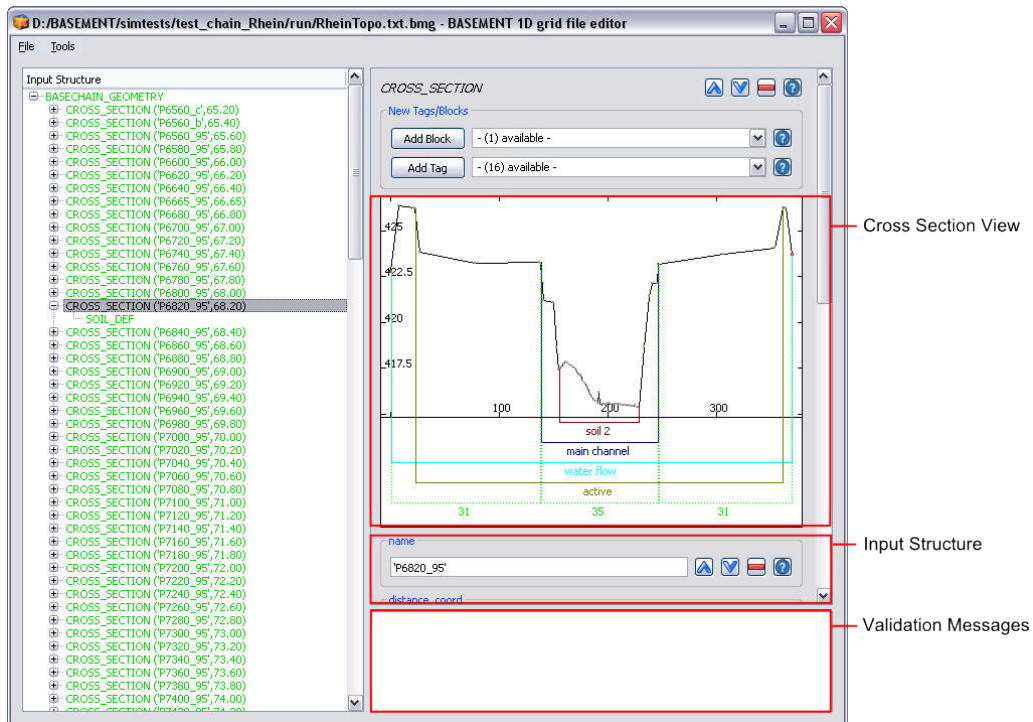 D:/BASEMENT/simtests/test_chain_Rhein/run/RheinTopo.txt.bmg - BASEMENT 1D grid file editor
File Tools
Input Structure
BASECHAIN_GEOMETRY
CROSS_SECTION ('P6560_c',65.20)
CROSS_SECTION ('P6560_b',65.40)
CROSS_SECTION ('P6560_95',65.60)
CROSS_SECTION ('P6580_95',65.80)
CROSS_SECTION ('P6600_95',66.00)
CROSS_SECTION ('P6620_95',66.20)
CROSS_SECTION ('P6640_95',66.40)
CROSS_SECTION ('P6665_95',66.65)
CROSS_SECTION ('P6680_95',66.80)
CROSS_SECTION ('P6700_95',67.00)
CROSS_SECTION ('P6720_95',67.20)
CROSS_SECTION ('P6740_95',67.40)
CROSS_SECTION ('P6760_95',67.60)
CROSS_SECTION ('P6780_95',67.80)
CROSS_SECTION ('P6800_95',68.00)
CROSS_SECTION ('P6820_95',68.20)
SOIL_DEF
CROSS_SECTION ('P6840_95',68.40)
CROSS_SECTION ('P6860_95',68.60)
CROSS_SECTION ('P6880_95',68.80)
CROSS_SECTION ('P6900_95',69.00)
CROSS_SECTION ('P6920_95',69.20)
CROSS_SECTION ('P6940_95',69.40)
CROSS_SECTION ('P6960_95',69.60)
CROSS_SECTION ('P6980_95',69.80)
CROSS_SECTION ('P7000_95',70.00)
CROSS_SECTION ('P7020_95',70.20)
CROSS_SECTION ('P7040_95',70.40)
CROSS_SECTION ('P7060_95',70.60)
CROSS_SECTION ('P7080_95',70.80)
CROSS_SECTION ('P7100_95',71.00)
CROSS_SECTION ('P7120_95',71.20)
CROSS_SECTION ('P7140_95',71.40)
CROSS_SECTION ('P7160_95',71.60)
CROSS_SECTION ('P7180_95',71.80)
CROSS_SECTION ('P7200_95',72.00)
CROSS_SECTION ('P7220_95',72.20)
CROSS_SECTION ('P7240_95',72.40)
CROSS_SECTION ('P7260_95',72.60)
CROSS_SECTION ('P7280_95',72.80)
CROSS_SECTION ('P7300_95',73.00)
CROSS_SECTION ('P7320_95',73.20)
CROSS_SECTION ('P7340_95',73.40)
CROSS_SECTION ('P7360_95',73.60)
CROSS_SECTION ('P7380_95',73.80)
CROSS_SECTION ('P7400_95',74.00)
CROSS_SECTION
New Tags/Blocks
Add Block - (1) available -
Add Tag - (16) available -
425
422.5
420
417.5
100 200 300
soil 2
main channel
water flow
active
31 35 31
name
'P6820_95'
distance_coord
Cross Section View
Input Structure
Validation Messages